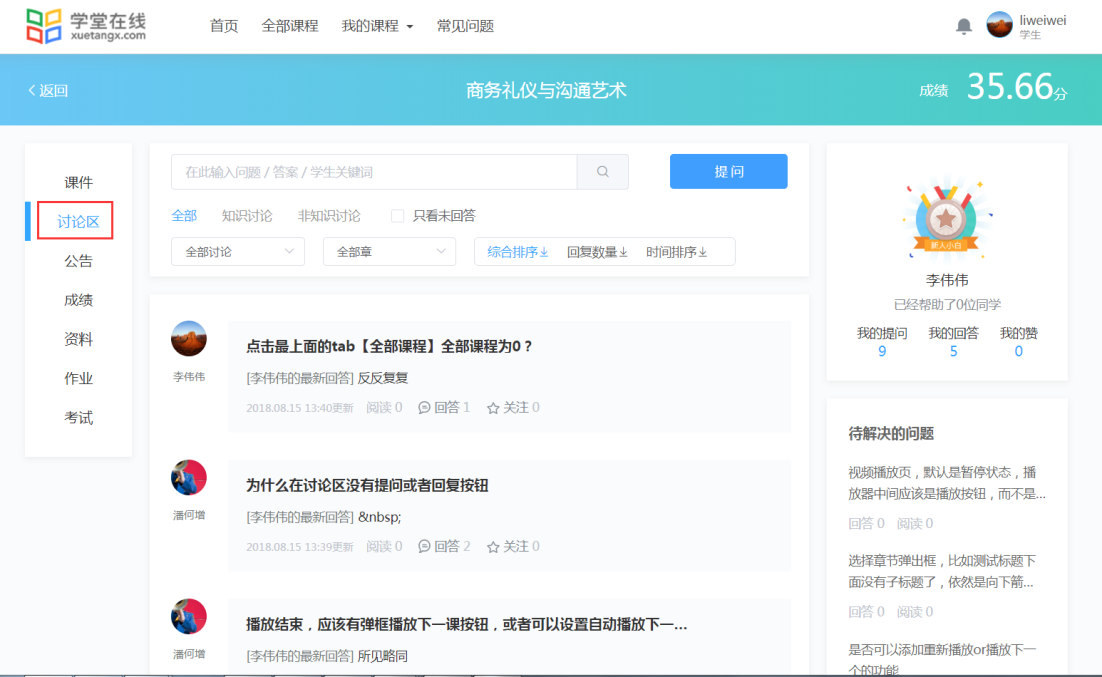 学堂在线
xuetangx.com
首页 全部课程 我的课程 常见问题
liweiwei
学生
返回
商务礼仪与沟通艺术
成绩 35.66分
课件
讨论区
公告
成绩
资料
作业
考试
在此输入问题 / 答案 / 学生关键词
提问
全部 知识讨论 非知识讨论 只看未回答
全部讨论 全部章 综合排序 回复数量 时间排序
李伟伟
点击最上面的tab【全部课程】全部课程为0？
[李伟伟的最新回答] 反反复复
2018.08.15 13:40更新 阅读 0 回答 1 关注 0
潘何增
为什么在讨论区没有提问或者回复按钮
[李伟伟的最新回答] &nbsp;
2018.08.15 13:39更新 阅读 0 回答 2 关注 0
潘何增
播放结束，应该有弹框播放下一课按钮，或者可以设置自动播放下一...
[李伟伟的最新回答] 所见略同
新人小白
李伟伟
已经帮助了0位同学
我的提问 我的回答 我的赞
9 5 0
待解决的问题
视频播放页，默认是暂停状态，播
放器中间应该是播放按钮，而不是...
回答 0 阅读 0
选择章节弹出框，比如测试标题下
面没有子标题了，依然是向下箭...
回答 0 阅读 0
是否可以添加重新播放or播放下一
个的功能